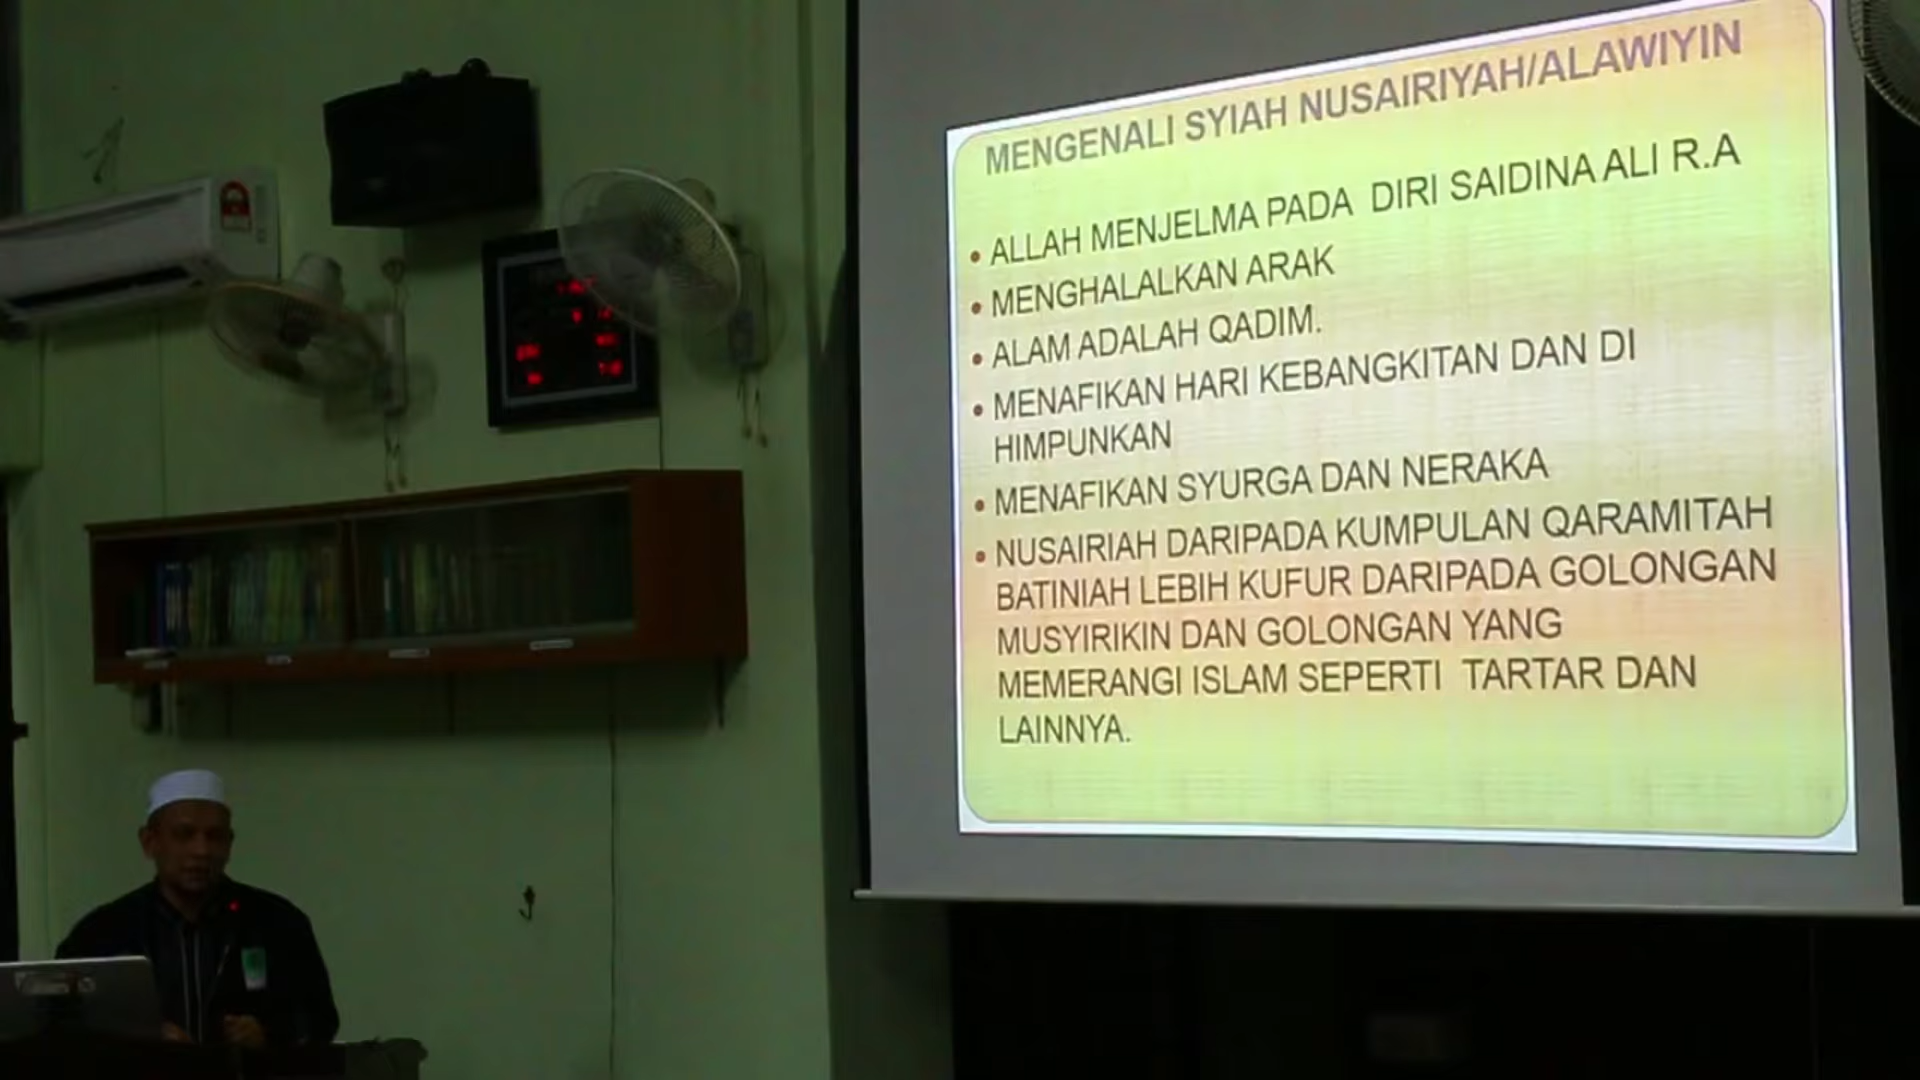 MENGENALI SYIAH NUSAIRIYAH/ALAWIYIN
• ALLAH MENJELMA PADA DIRI SAIDINA ALI R.A
• MENGHALALKAN ARAK
• ALAM ADALAH QADIM.
• MENAFIKAN HARI KEBANGKITAN DAN DI
HIMPUNKAN
• MENAFIKAN SYURGA DAN NERAKA
• NUSAIRIAH DARIPADA KUMPULAN QARAMITAH
BATINIAH LEBIH KUFUR DARIPADA GOLONGAN
MUSYIRIKIN DAN GOLONGAN YANG
MEMERANGI ISLAM SEPERTI TARTAR DAN
LAINNYA.